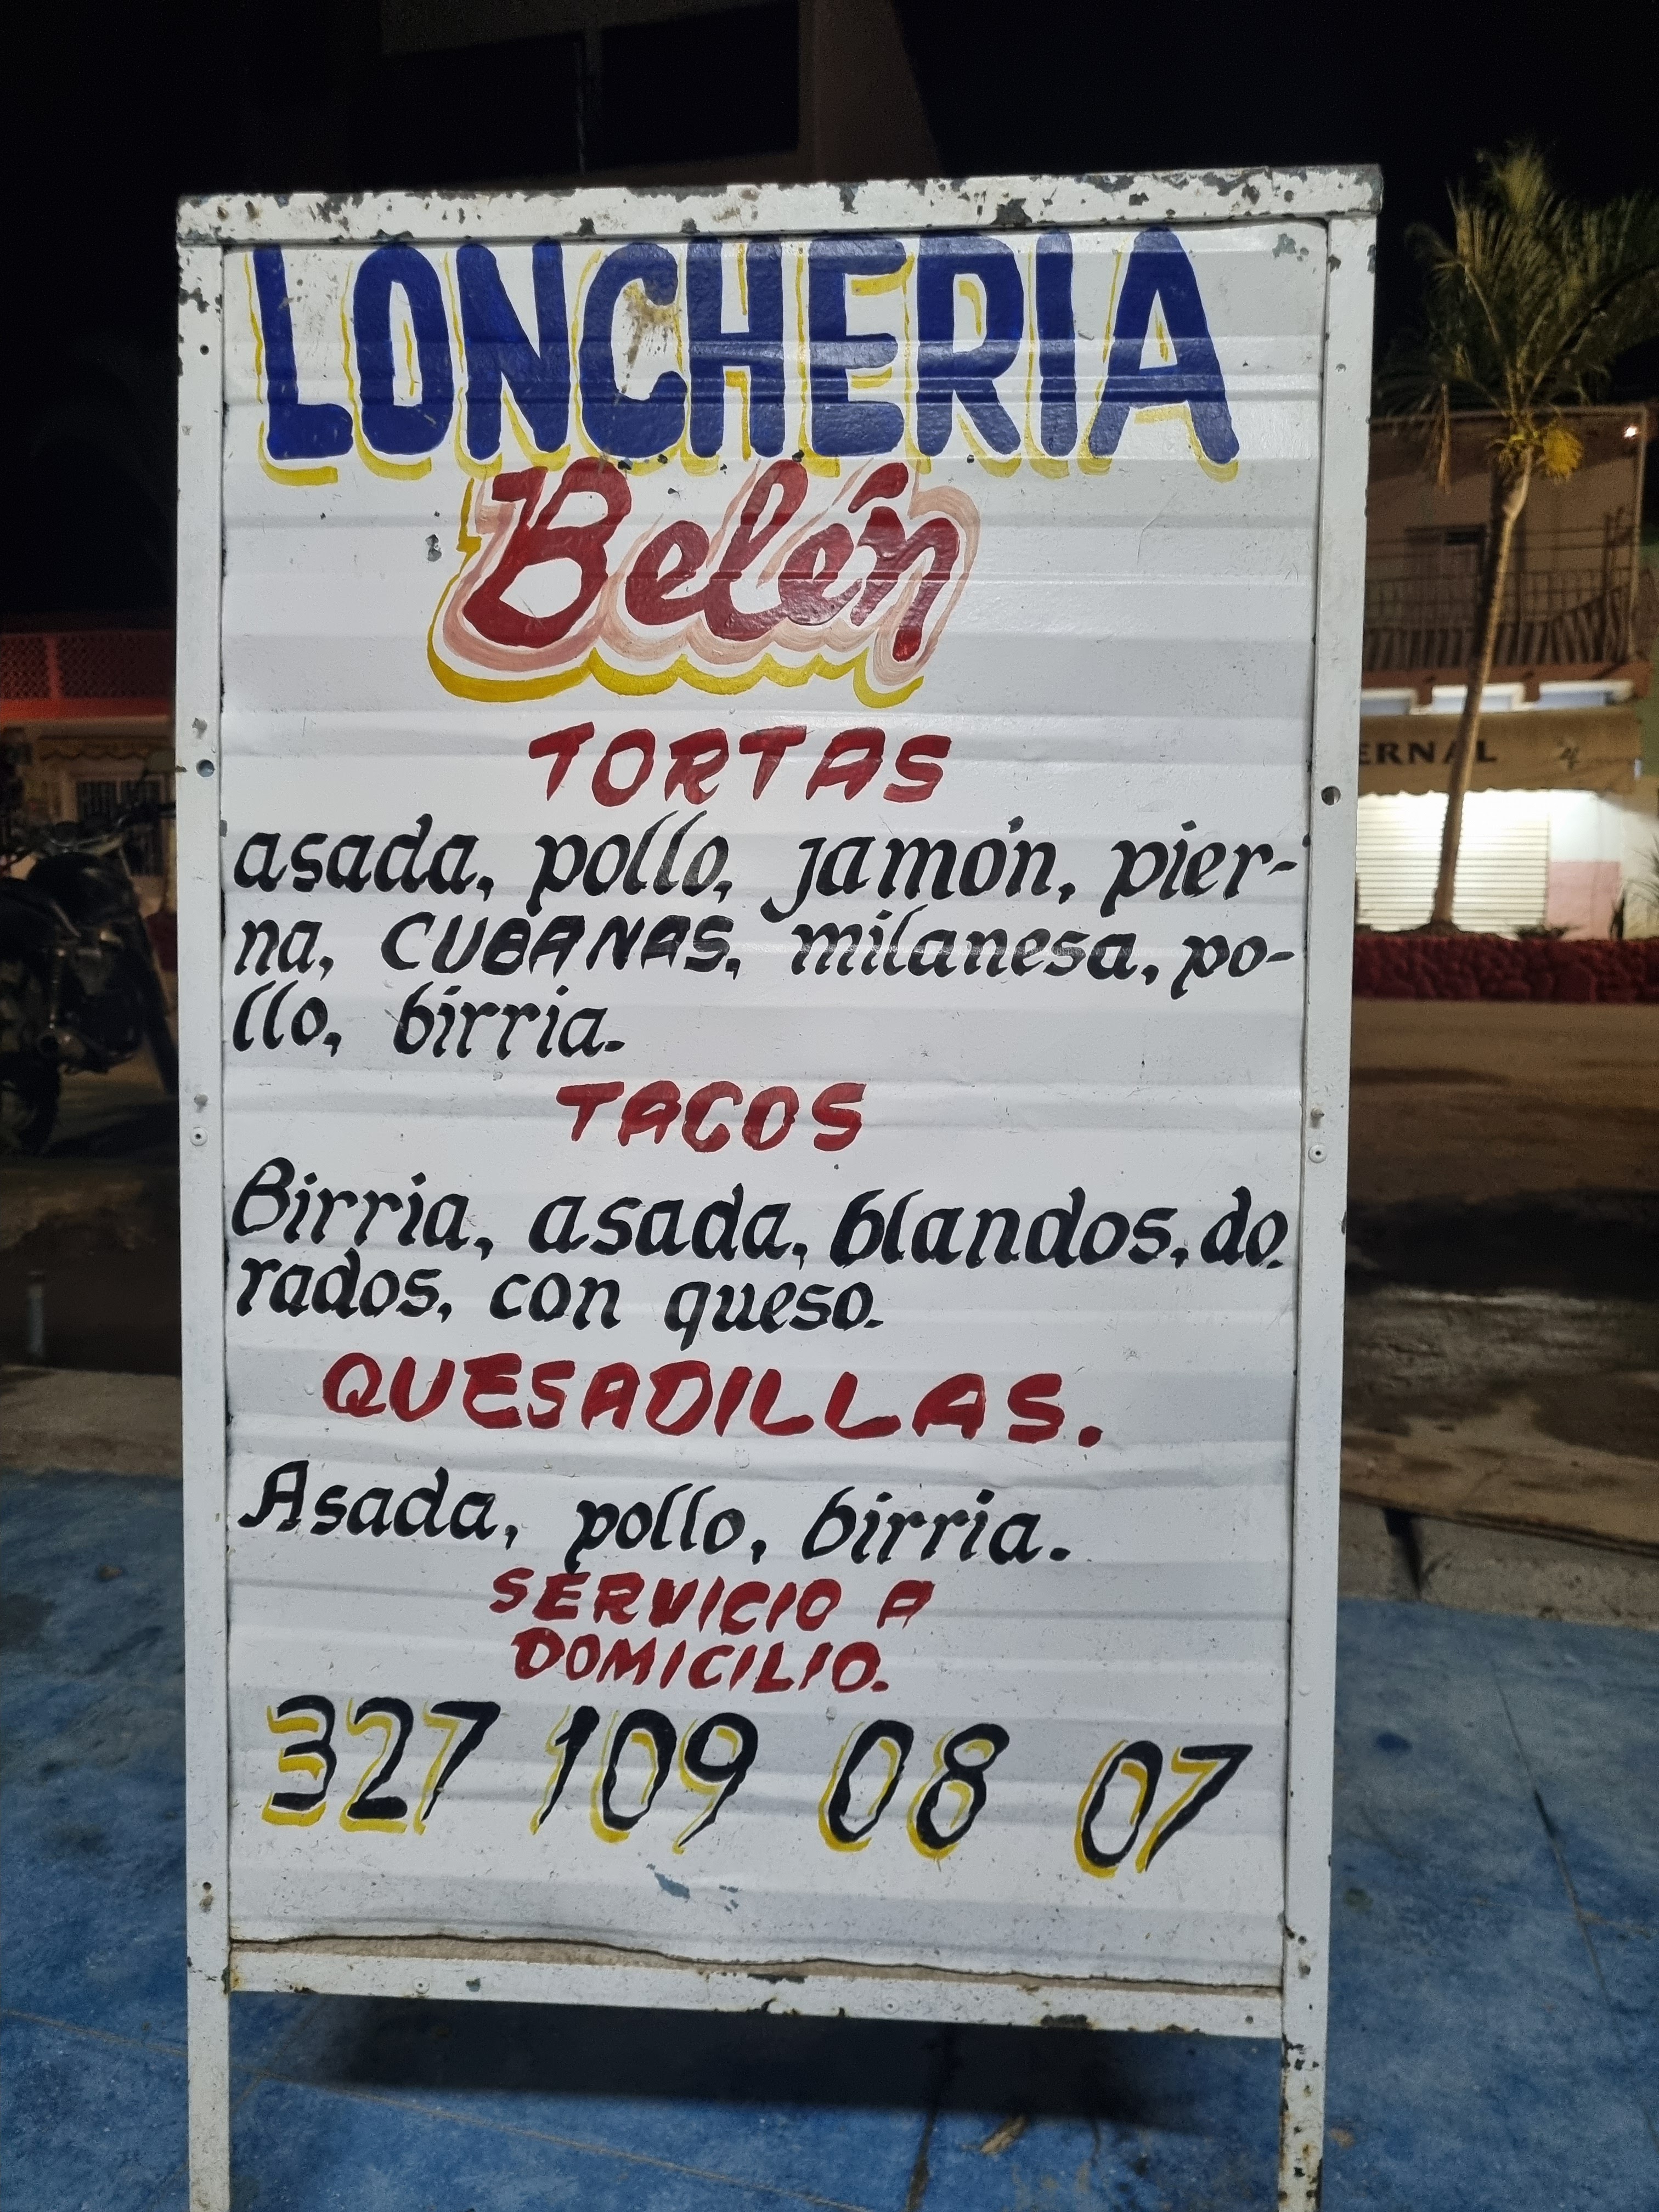 LONCHERIA
Belén
TORTAS
asada, pollo, jamón, pier-
na, CUBANAS, milanesa, po-
llo, birria.
TACOS
Birria, asada, blandos, do.
rados, con queso.
QUESADILLAS.
Asada, pollo, birria.
SERVICIO A
DOMICILIO.
327 109 08 07
ERNAL